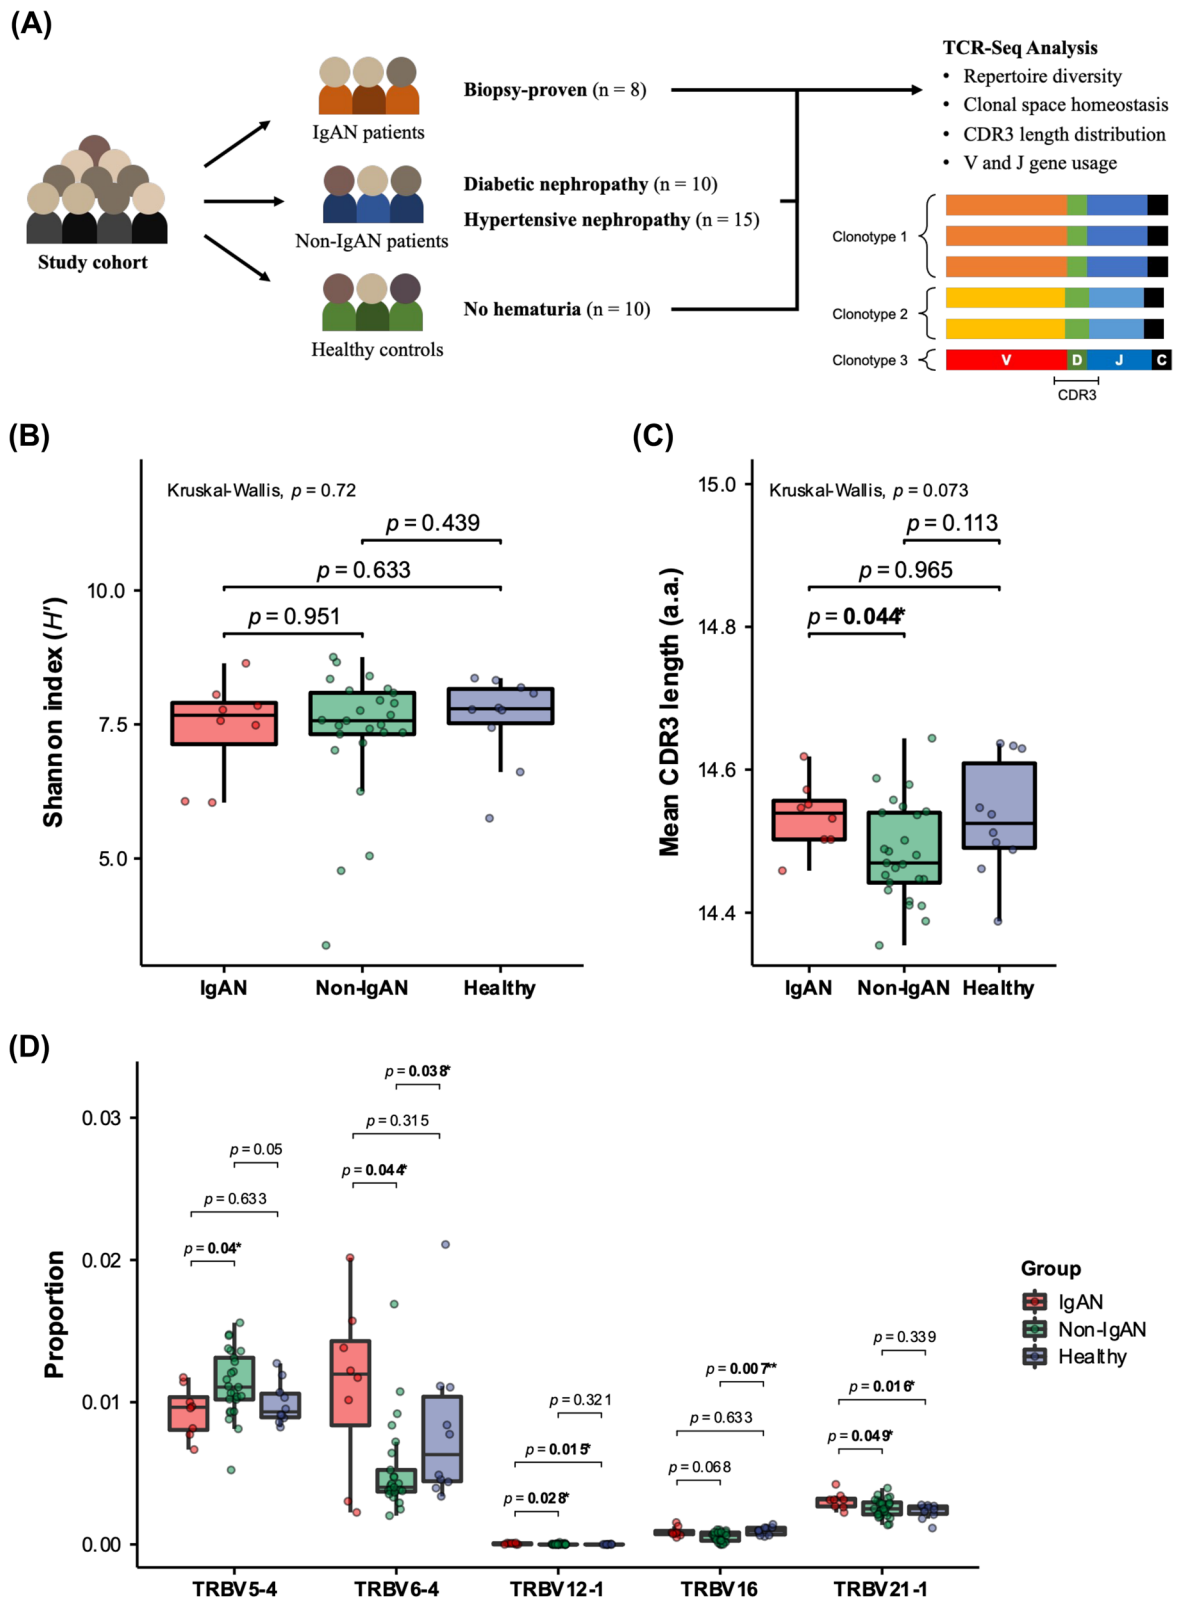 (A)
Study cohort
IgAN patients
Non-IgAN patients
Healthy controls
Biopsy-proven (n = 8)
Diabetic nephropathy (n = 10)
Hypertensive nephropathy (n = 15)
No hematuria (n = 10)
TCR-Seq Analysis
• Repertoire diversity
• Clonal space homeostasis
• CDR3 length distribution
• V and J gene usage
Clonotype 1
Clonotype 2
Clonotype 3
V D J C
CDR3
(B)
Kruskal-Wallis, p = 0.72
p = 0.439
p = 0.633
p = 0.951
10.0
7.5
5.0
Shannon index (H')
IgAN Non-IgAN Healthy
(C)
Kruskal-Wallis, p = 0.073
p = 0.113
p = 0.965
p = 0.044*
15.0
14.8
14.6
14.4
Mean CDR3 length (a.a.)
IgAN Non-IgAN Healthy
(D)
p = 0.05
p = 0.633
p = 0.04*
p = 0.038*
p = 0.315
p = 0.044*
p = 0.321
p = 0.015*
p = 0.028*
p = 0.007**
p = 0.633
p = 0.068
p = 0.339
p = 0.016*
p = 0.049*
0.03
0.02
0.01
0.00
Proportion
TRBV5-4 TRBV6-4 TRBV12-1 TRBV16 TRBV21-1
Group
IgAN
Non-IgAN
Healthy